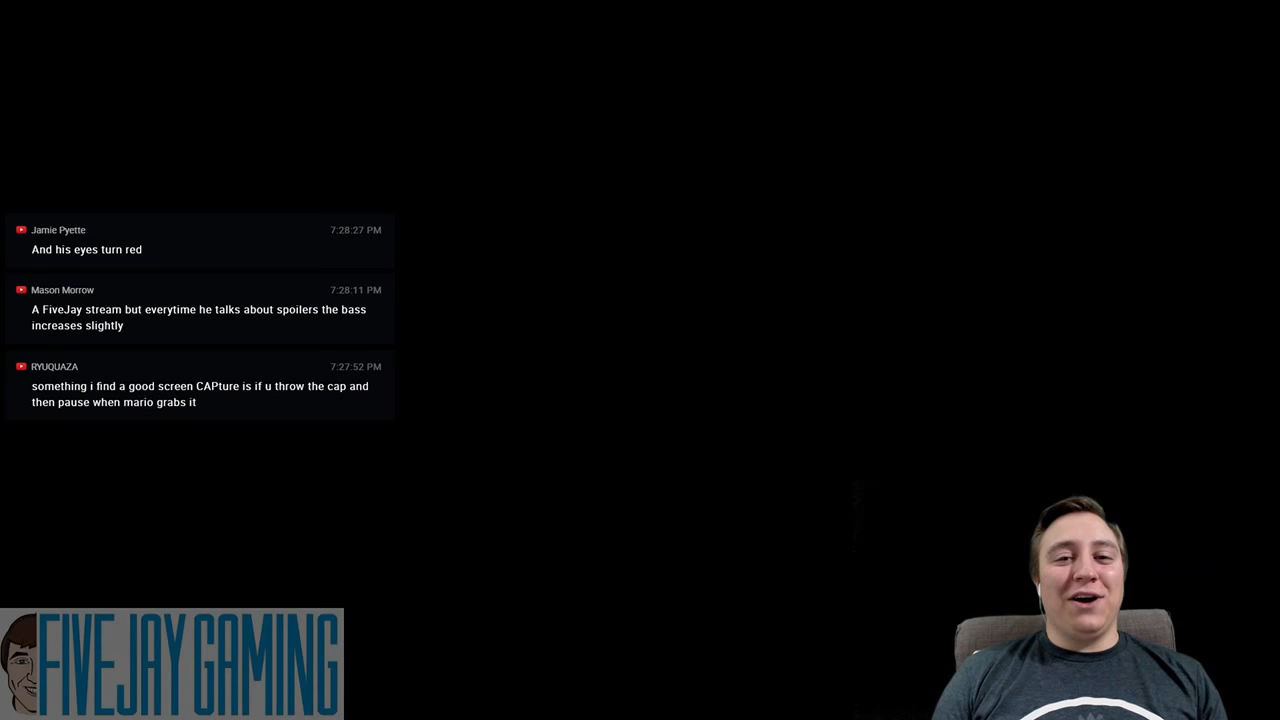 Jamie Pyette 7:28:27 PM
And his eyes turn red
Mason Morrow 7:28:11 PM
A FiveJay stream but everytime he talks about spoilers the bass
increases slightly
RYUQUAZA 7:27:52 PM
something i find a good screen CAPture is if u throw the cap and
then pause when mario grabs it
FIVEJAYGAMING